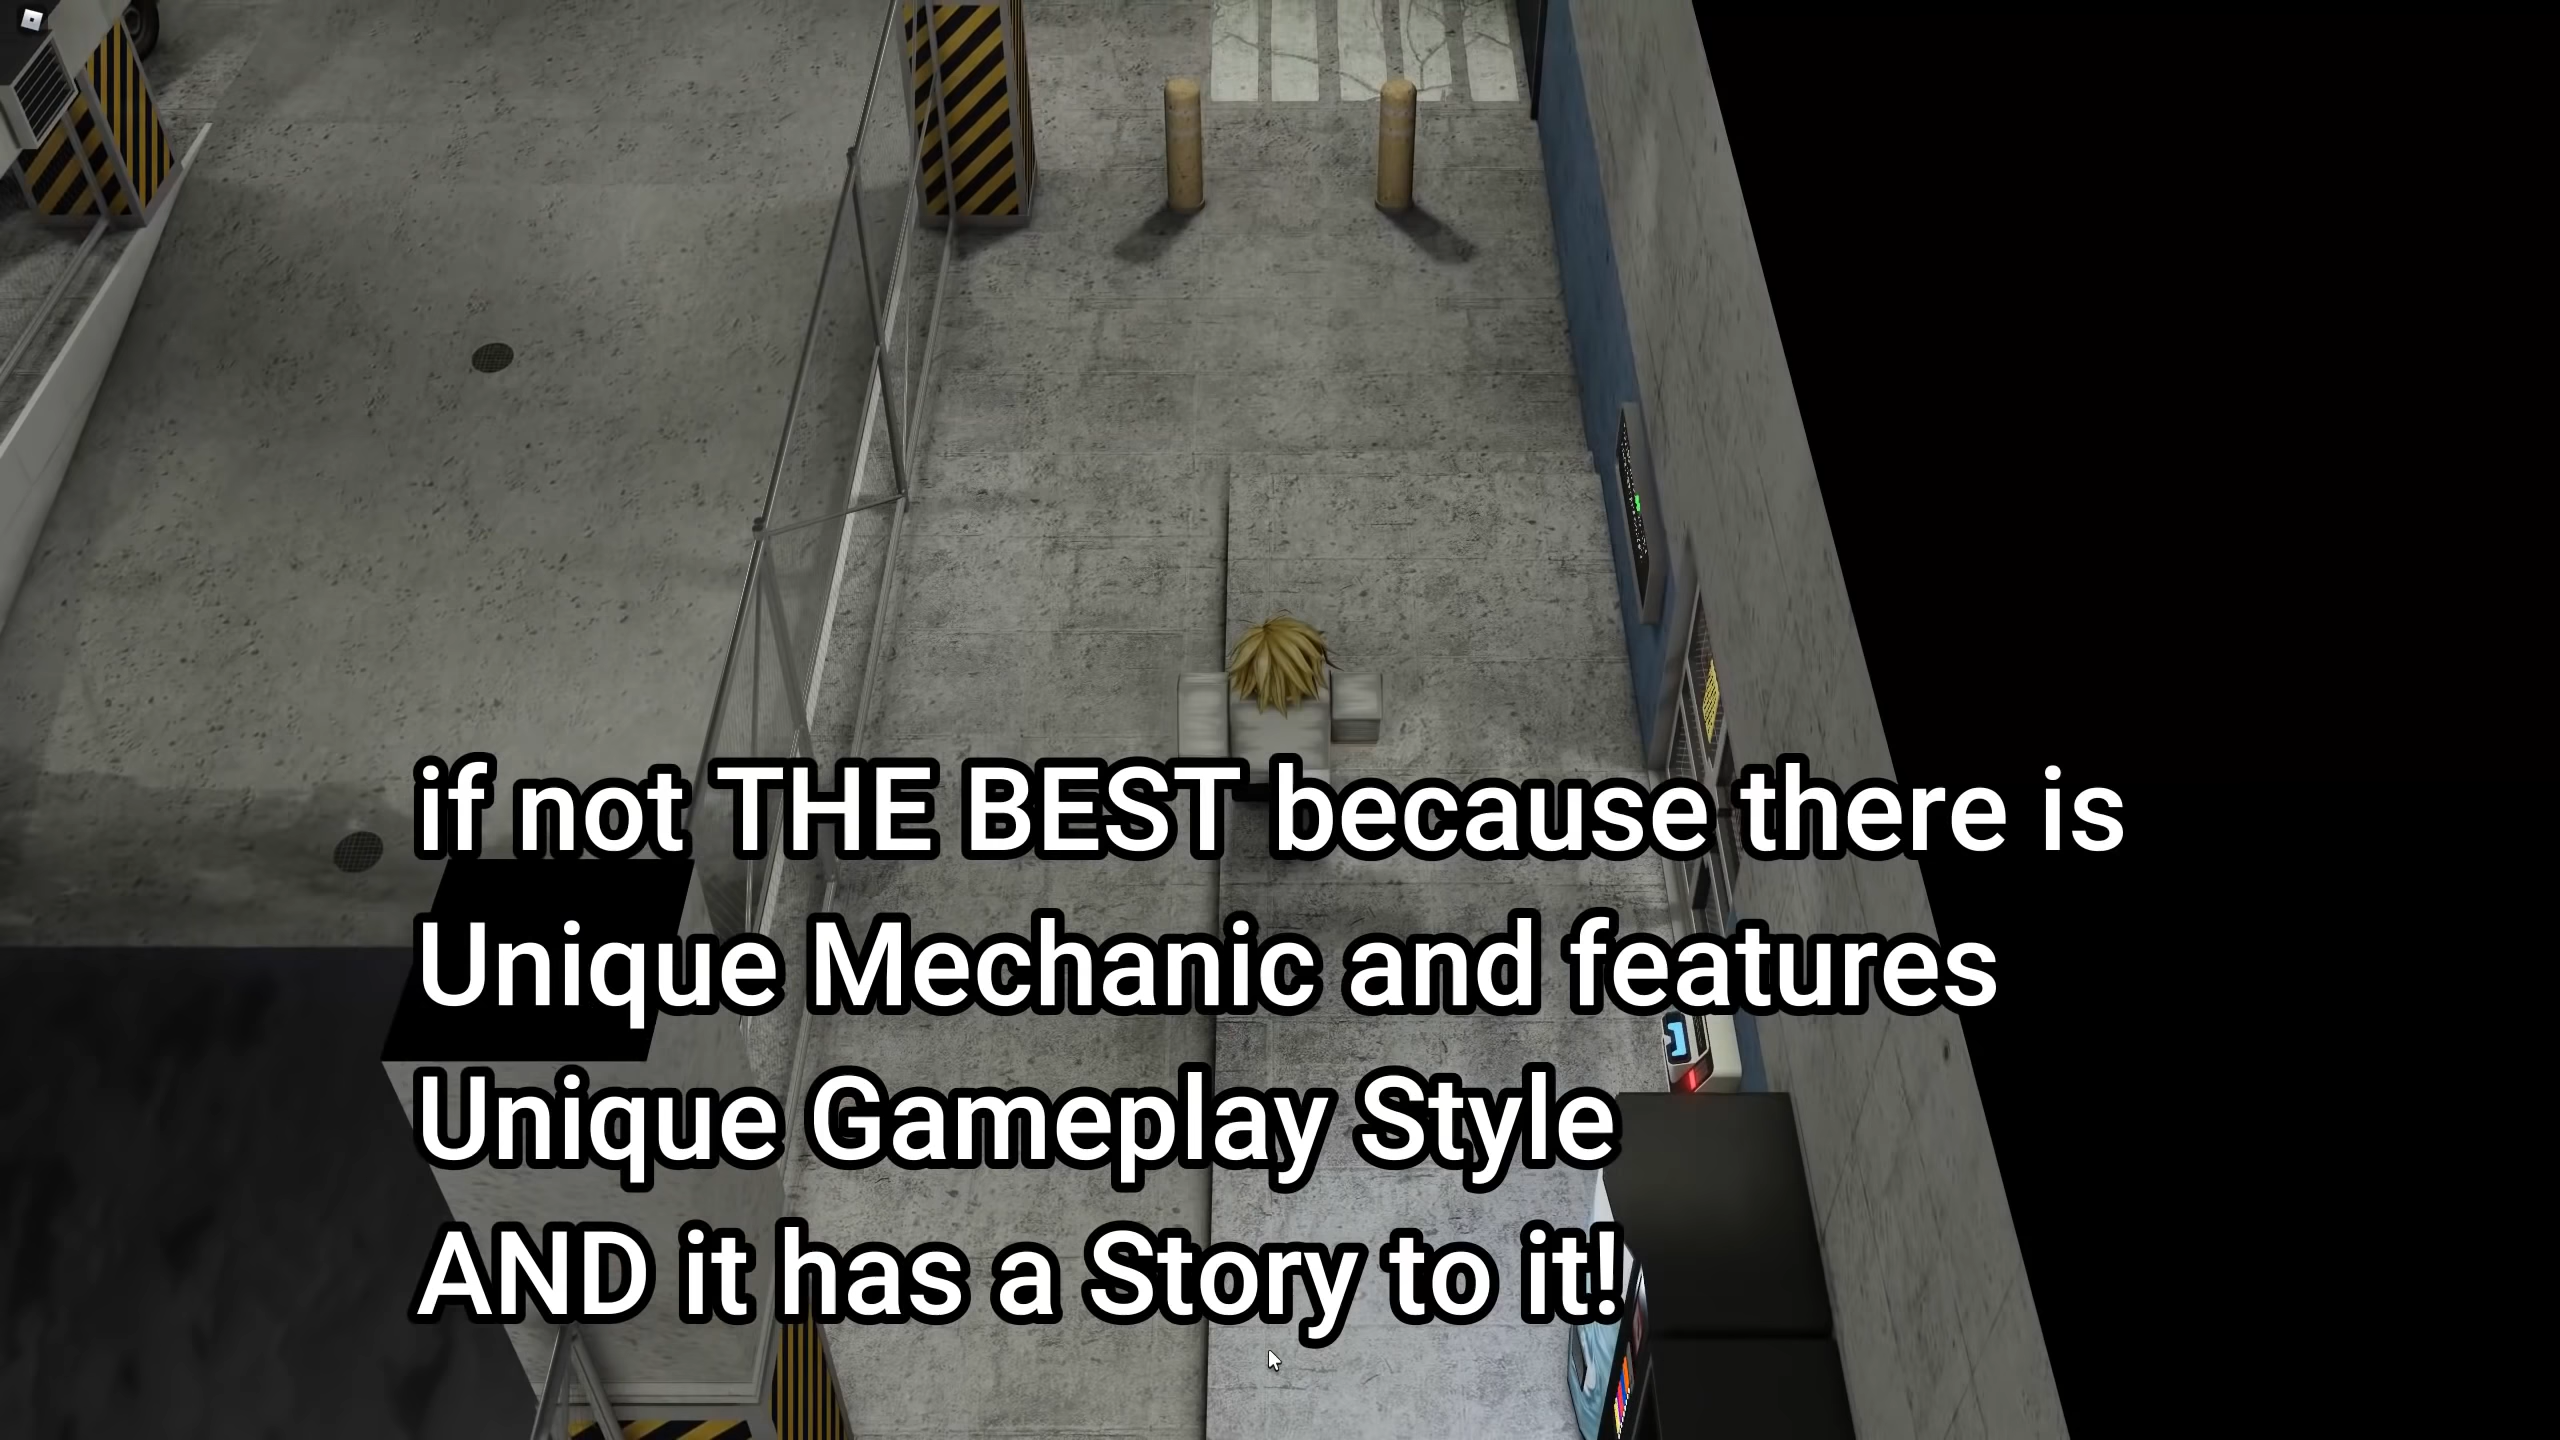 if not THE BEST because there is
Unique Mechanic and features
Unique Gameplay Style
AND it has a Story to it!